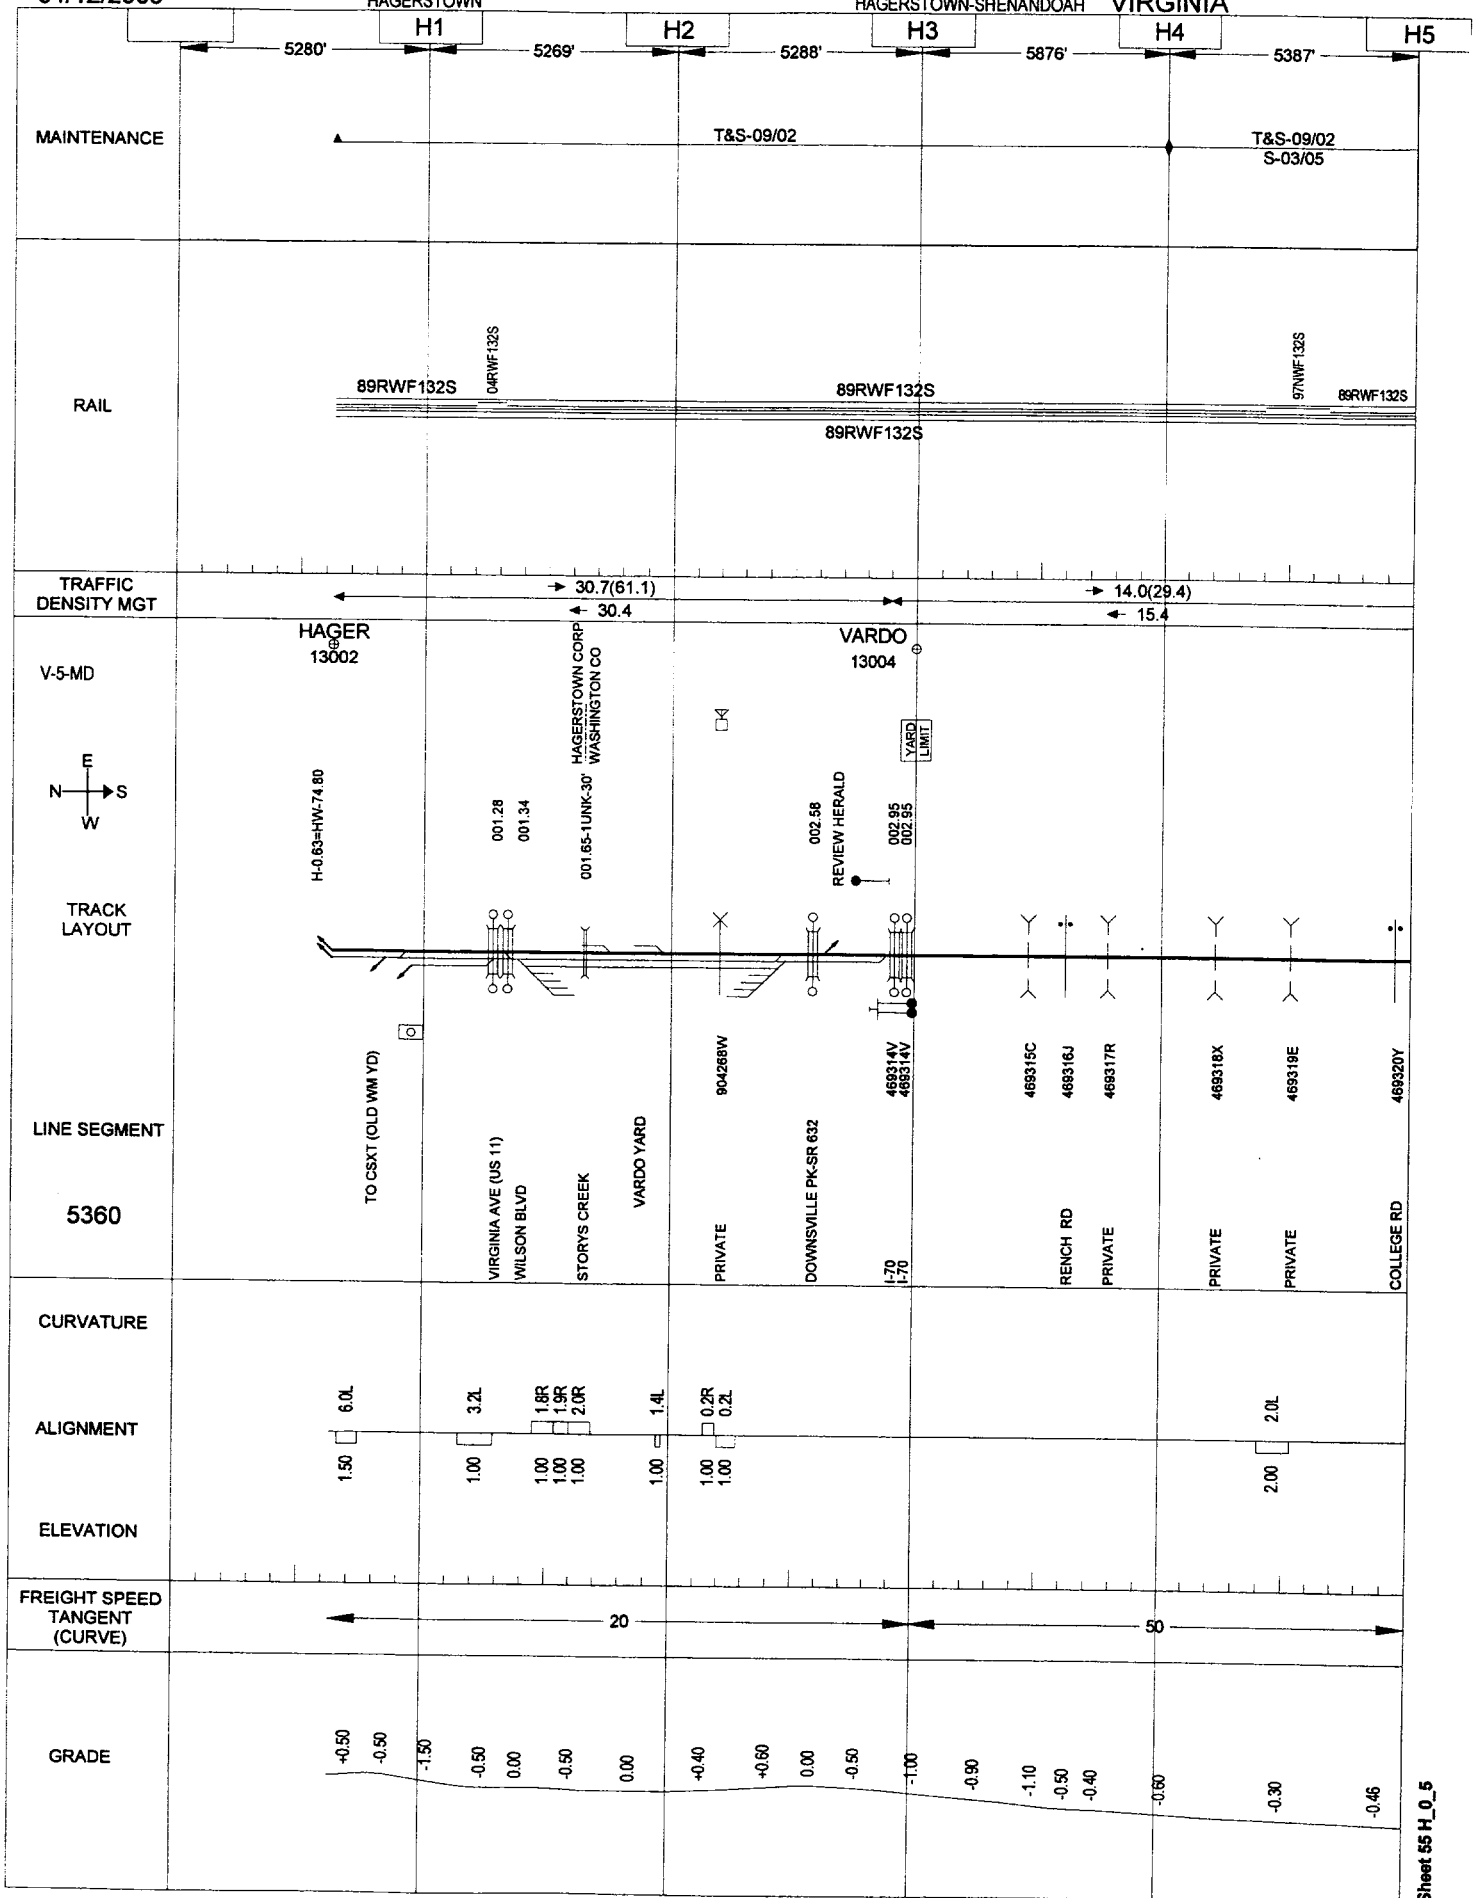 HAGERSTOWN
HAGERSTOWN-SHENANDOAH VIRGINIA
H1 H2 H3 H4 H5
5280' 5269' 5288' 5876' 5387'
MAINTENANCE
T&S-09/02
T&S-09/02
S-03/05
RAIL
89RWF132S
04RWF132S
89RWF132S
89RWF132S
97NWF132S
89RWF132S
TRAFFIC
DENSITY MGT
30.7(61.1)
30.4
14.0(29.4)
15.4
V-5-MD
HAGER
13002
VARDO
13004
HAGERSTOWN CORP
WASHINGTON CO
YARD
LIMIT
E
N S
W
H-0.63=HW-74.80
001.28
001.34
001.65-1UNK-30'
002.58
REVIEW HERALD
002.95
002.95
TRACK
LAYOUT
904268W
469314V
469314V
469315C
469316J
469317R
469318X
469319E
469320Y
LINE SEGMENT
5360
TO CSXT (OLD WM YD)
VIRGINIA AVE (US 11)
WILSON BLVD
STORYS CREEK
VARDO YARD
PRIVATE
DOWNSVILLE PK-SR 632
I-70
I-70
RENCH RD
PRIVATE
PRIVATE
PRIVATE
COLLEGE RD
CURVATURE
6.0L 3.2L 1.8R 1.9R 2.0R 1.4L 0.2R 0.2L 2.0L
ALIGNMENT
1.50 1.00 1.00 1.00 1.00 1.00 1.00 1.00 2.00
ELEVATION
FREIGHT SPEED
TANGENT
(CURVE)
20 50
GRADE
+0.50 -0.50 -1.50 -0.50 0.00 -0.50 0.00 +0.40 +0.60 0.00 -0.50 -1.00 -0.90 -1.10 -0.50 -0.40 -0.60 -0.30 -0.46
Sheet 55 H_0_5